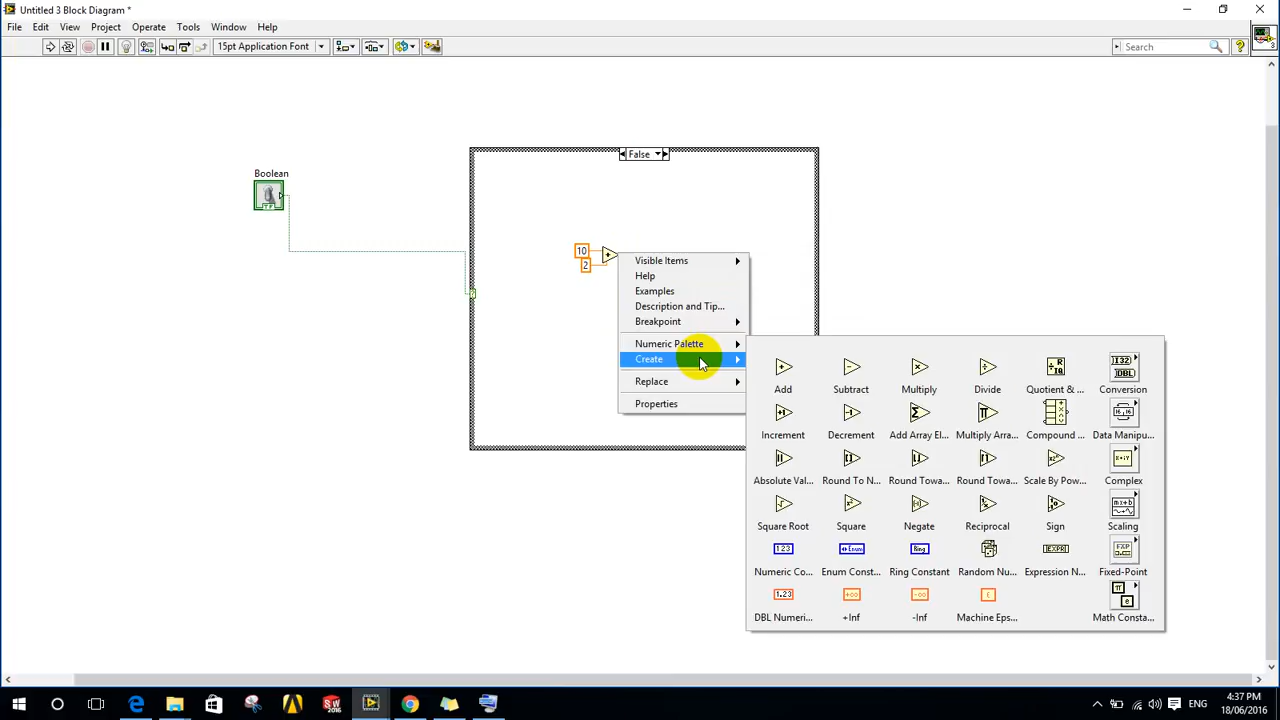 Untitled 3 Block Diagram *
File Edit View Project Operate Tools Window Help
15pt Application Font
Search
?
3
Boolean
TF
False
10
2
?
Visible Items
Help
Examples
Description and Tip...
Breakpoint
Numeric Palette
Create
Replace
Properties
Add Subtract Multiply Divide Quotient & ... Conversion
Increment Decrement Add Array El... Multiply Arra... Compound ... Data Manipu...
Absolute Val... Round To N... Round Towa... Round Towa... Scale By Pow... Complex
Square Root Square Negate Reciprocal Sign Scaling
Numeric Co... Enum Const... Ring Constant Random Nu... Expression N... Fixed-Point
DBL Numeri... +Inf -Inf Machine Eps... Math Consta...
ENG
4:37 PM
18/06/2016